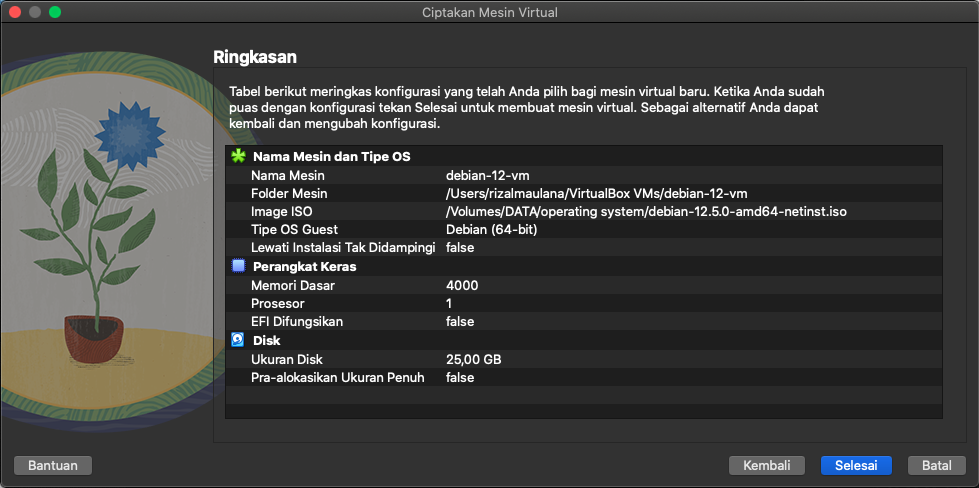 Ciptakan Mesin Virtual
Ringkasan
Tabel berikut meringkas konfigurasi yang telah Anda pilih bagi mesin virtual baru. Ketika Anda sudah
puas dengan konfigurasi tekan Selesai untuk membuat mesin virtual. Sebagai alternatif Anda dapat
kembali dan mengubah konfigurasi.
Nama Mesin dan Tipe OS
Nama Mesin debian-12-vm
Folder Mesin /Users/rizalmaulana/VirtualBox VMs/debian-12-vm
Image ISO /Volumes/DATA/operating system/debian-12.5.0-amd64-netinst.iso
Tipe OS Guest Debian (64-bit)
Lewati Instalasi Tak Didampingi false
Perangkat Keras
Memori Dasar 4000
Prosesor 1
EFI Difungsikan false
Disk
Ukuran Disk 25,00 GB
Pra-alokasikan Ukuran Penuh false
Bantuan Kembali Selesai Batal